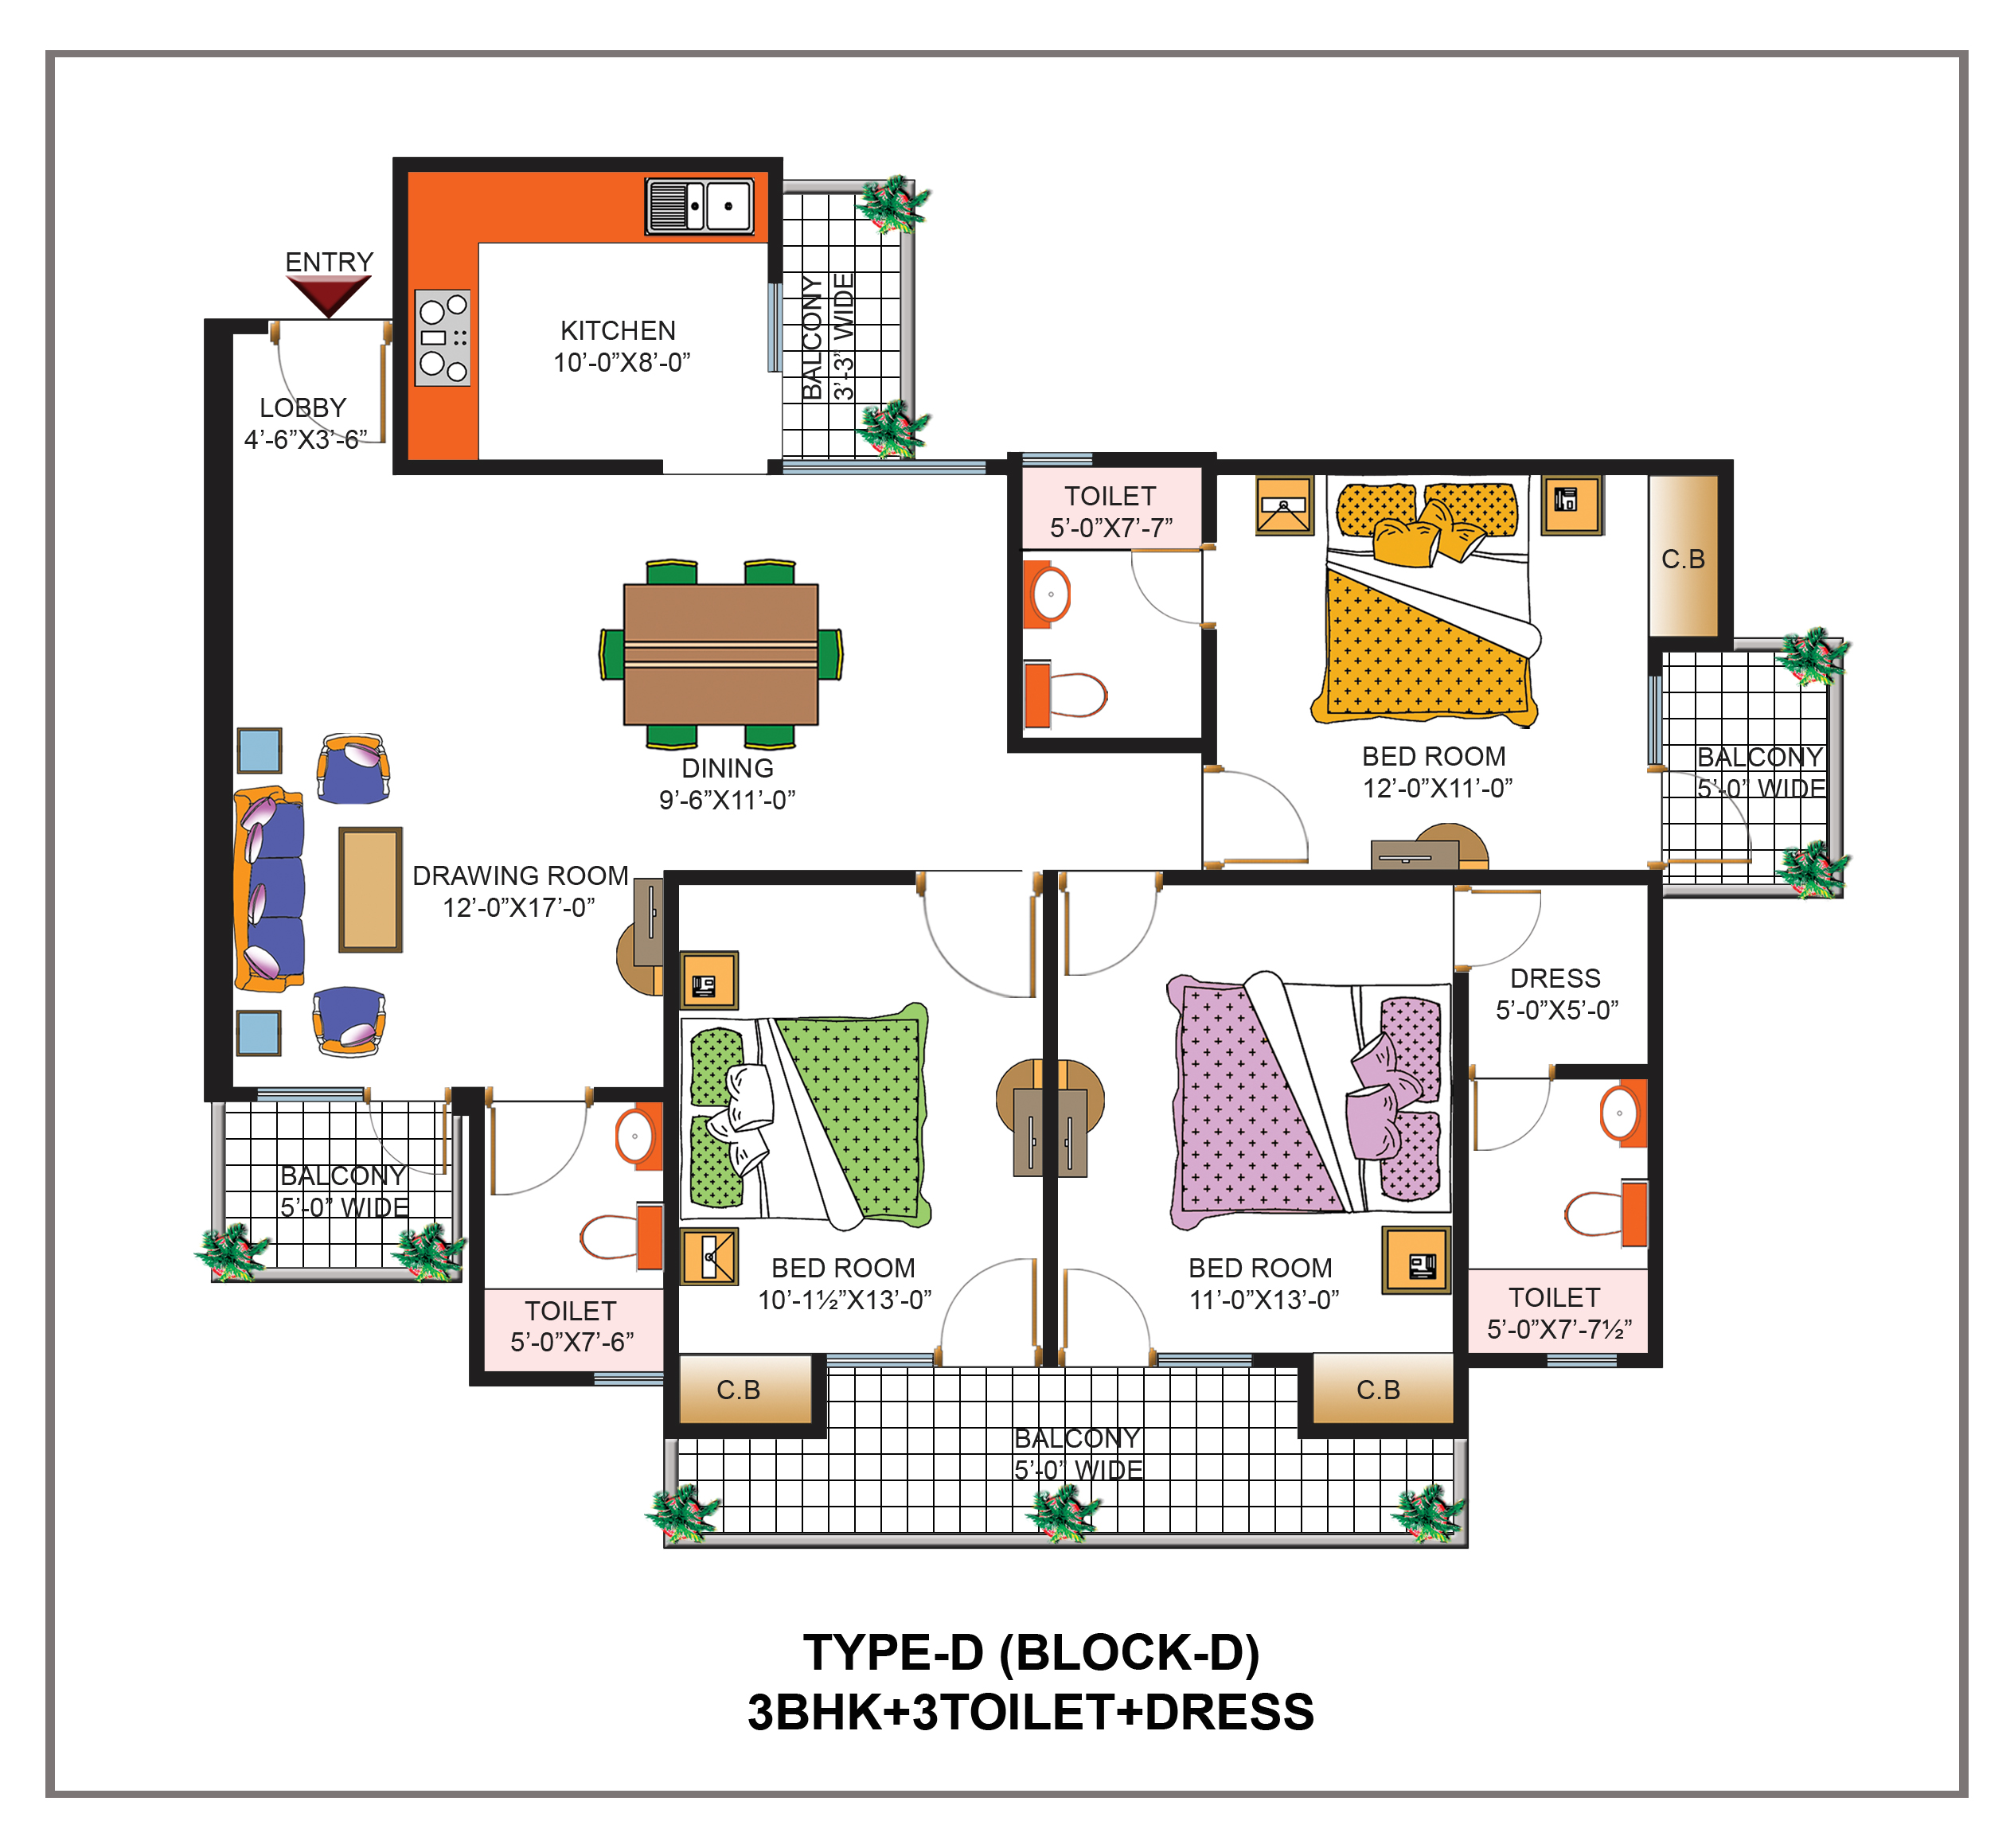 ENTRY
KITCHEN
10’-0”X8’-0”
BALCONY
3’-3” WIDE
LOBBY
4’-6”X3’-6”
TOILET
5’-0”X7’-7”
C.B
BED ROOM
12’-0”X11’-0”
BALCONY
5’-0” WIDE
DINING
9’-6”X11’-0”
DRAWING ROOM
12’-0”X17’-0”
DRESS
5’-0”X5’-0”
BALCONY
5’-0” WIDE
BED ROOM
10’-1½”X13’-0”
BED ROOM
11’-0”X13’-0”
TOILET
5’-0”X7’-6”
TOILET
5’-0”X7’-7½”
C.B
C.B
BALCONY
5’-0” WIDE
TYPE-D (BLOCK-D)
3BHK+3TOILET+DRESS